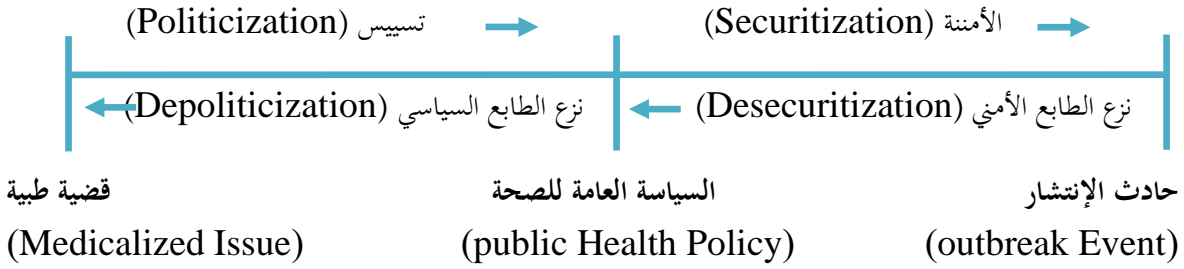 تسييس (Politicization) الأمننة (Securitization)
نزع الطابع السياسي (Depoliticization) نزع الطابع الأمني (Desecuritization)
قضية طبية السياسة العامة للصحة حادث الإنتشار
(Medicalized Issue) (public Health Policy) (outbreak Event)